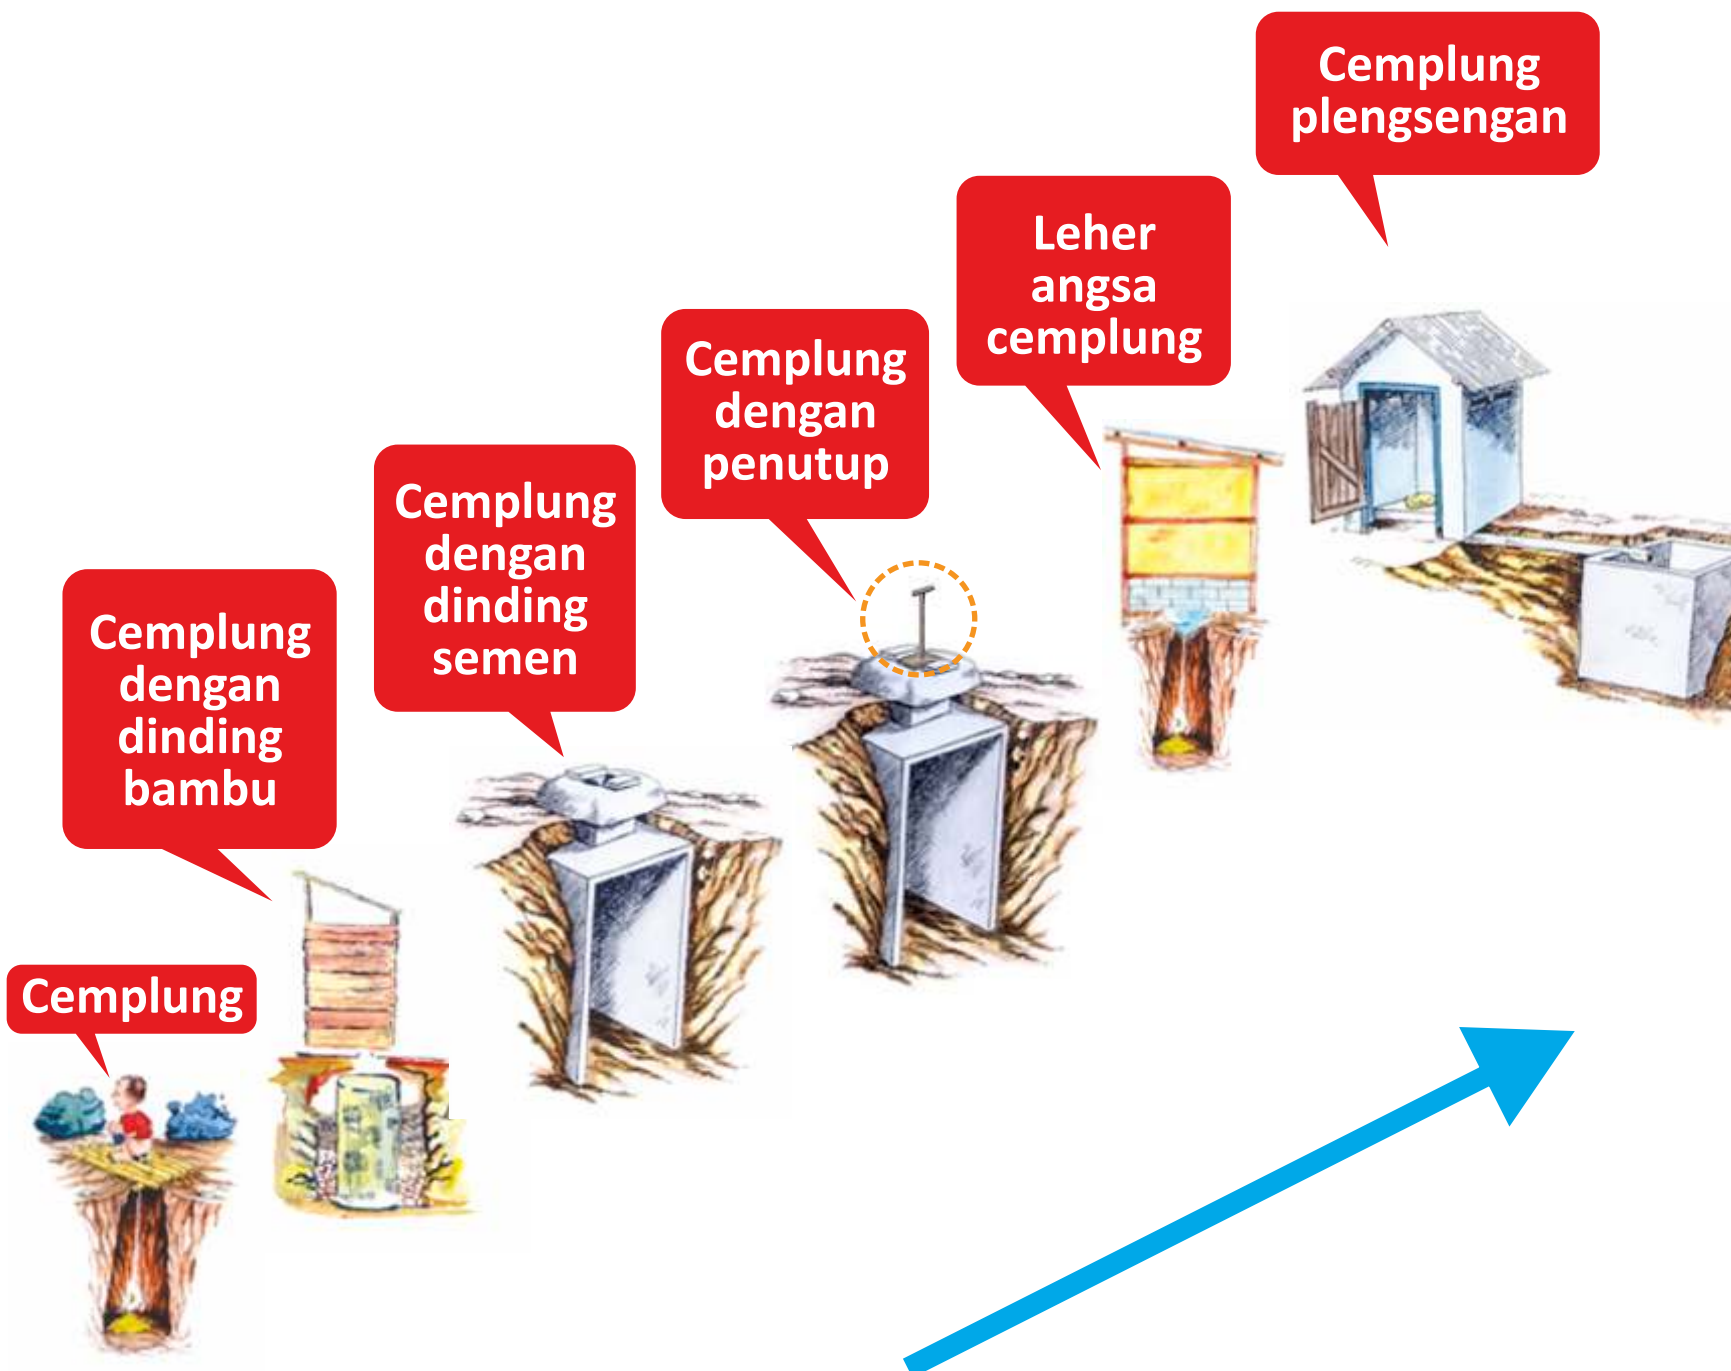 Cemplung
plengsengan
Leher
angsa
cemplung
Cemplung
dengan
penutup
Cemplung
dengan
dinding
semen
Cemplung
dengan
dinding
bambu
Cemplung